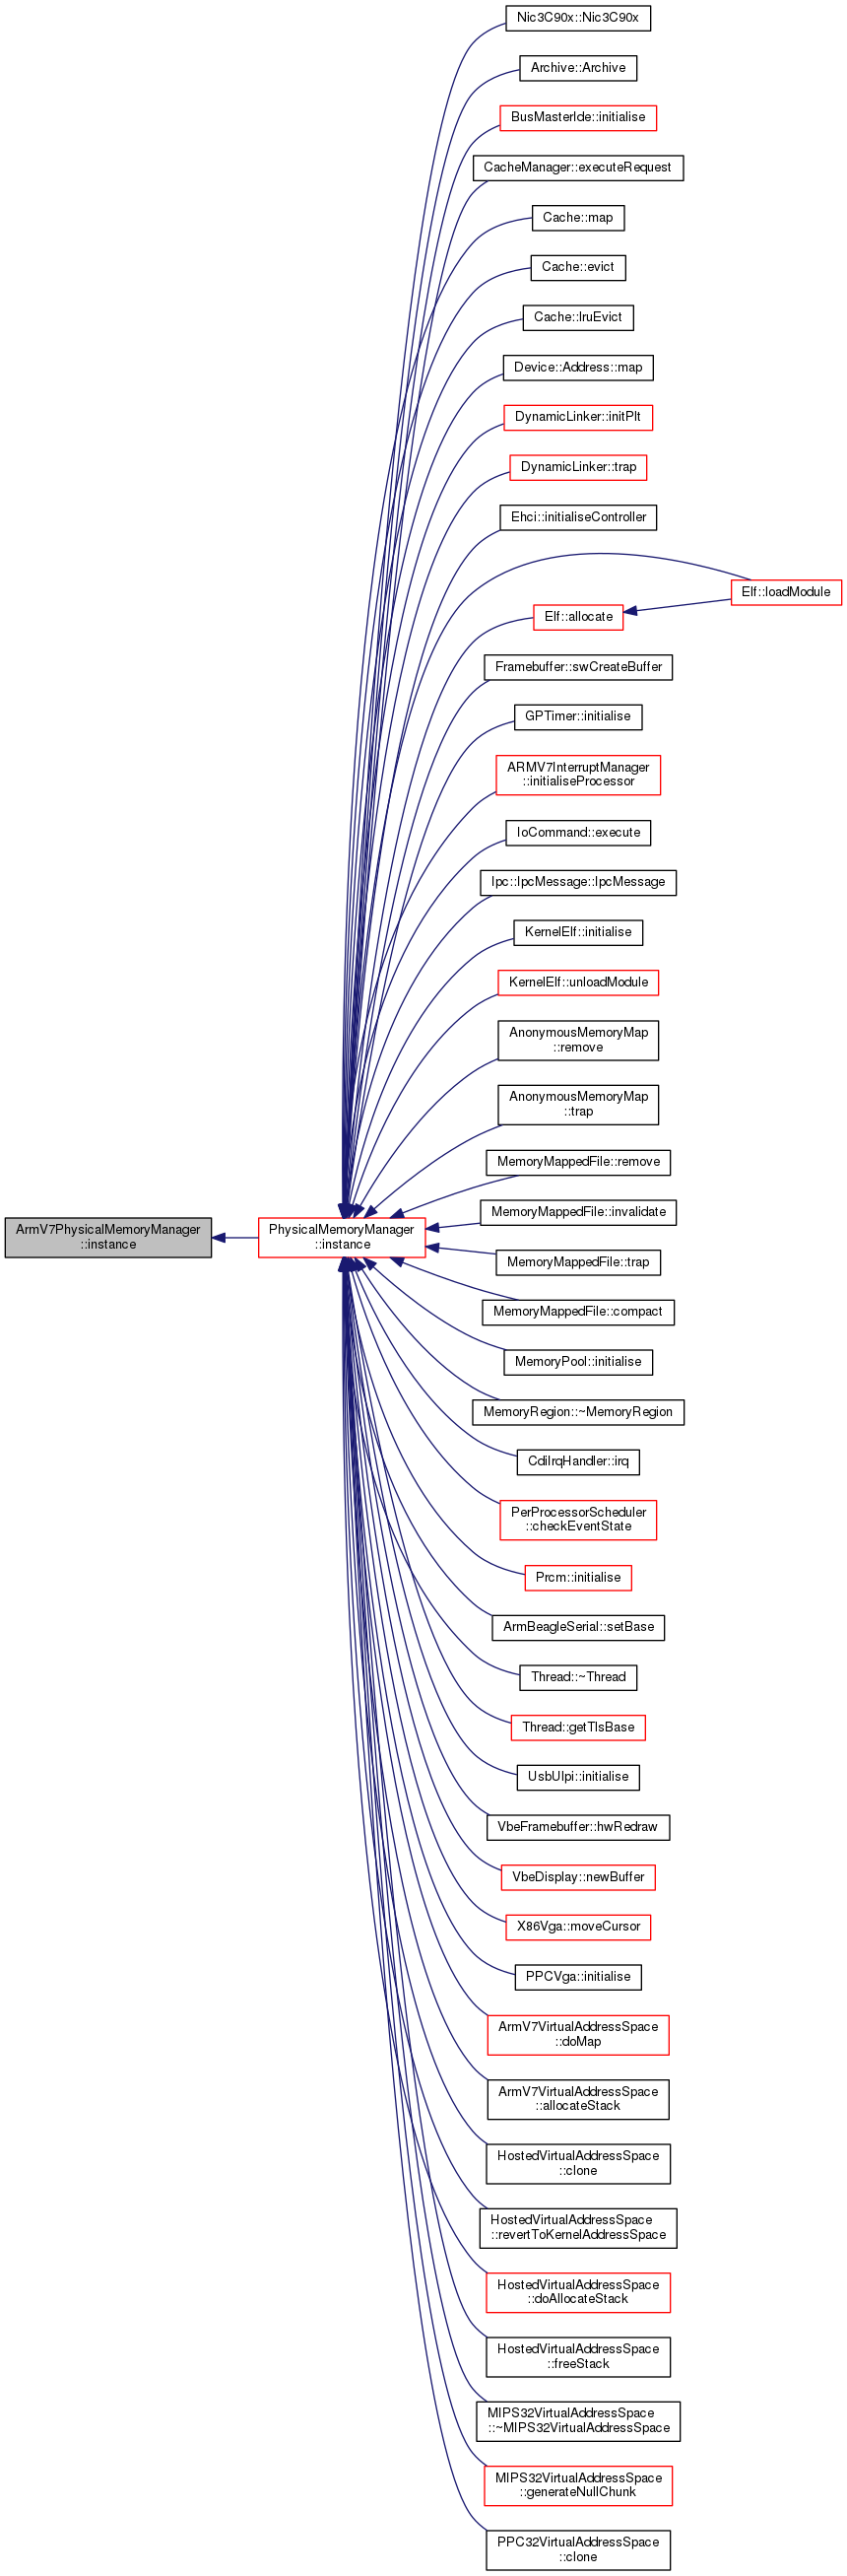 Nic3C90x::Nic3C90x
Archive::Archive
BusMasterIde::initialise
CacheManager::executeRequest
Cache::map
Cache::evict
Cache::lruEvict
Device::Address::map
DynamicLinker::initPlt
DynamicLinker::trap
Ehci::initialiseController
Elf::loadModule
Elf::allocate
Framebuffer::swCreateBuffer
GPTimer::initialise
ARMV7InterruptManager
::initialiseProcessor
IoCommand::execute
Ipc::IpcMessage::IpcMessage
KernelElf::initialise
KernelElf::unloadModule
AnonymousMemoryMap
::remove
AnonymousMemoryMap
::trap
MemoryMappedFile::remove
MemoryMappedFile::invalidate
ArmV7PhysicalMemoryManager
::instance
PhysicalMemoryManager
::instance
MemoryMappedFile::trap
MemoryMappedFile::compact
MemoryPool::initialise
MemoryRegion::~MemoryRegion
CdiIrqHandler::irq
PerProcessorScheduler
::checkEventState
Prcm::initialise
ArmBeagleSerial::setBase
Thread::~Thread
Thread::getTlsBase
UsbUlpi::initialise
VbeFramebuffer::hwRedraw
VbeDisplay::newBuffer
X86Vga::moveCursor
PPCVga::initialise
ArmV7VirtualAddressSpace
::doMap
ArmV7VirtualAddressSpace
::allocateStack
HostedVirtualAddressSpace
::clone
HostedVirtualAddressSpace
::revertToKernelAddressSpace
HostedVirtualAddressSpace
::doAllocateStack
HostedVirtualAddressSpace
::freeStack
MIPS32VirtualAddressSpace
::~MIPS32VirtualAddressSpace
MIPS32VirtualAddressSpace
::generateNullChunk
PPC32VirtualAddressSpace
::clone